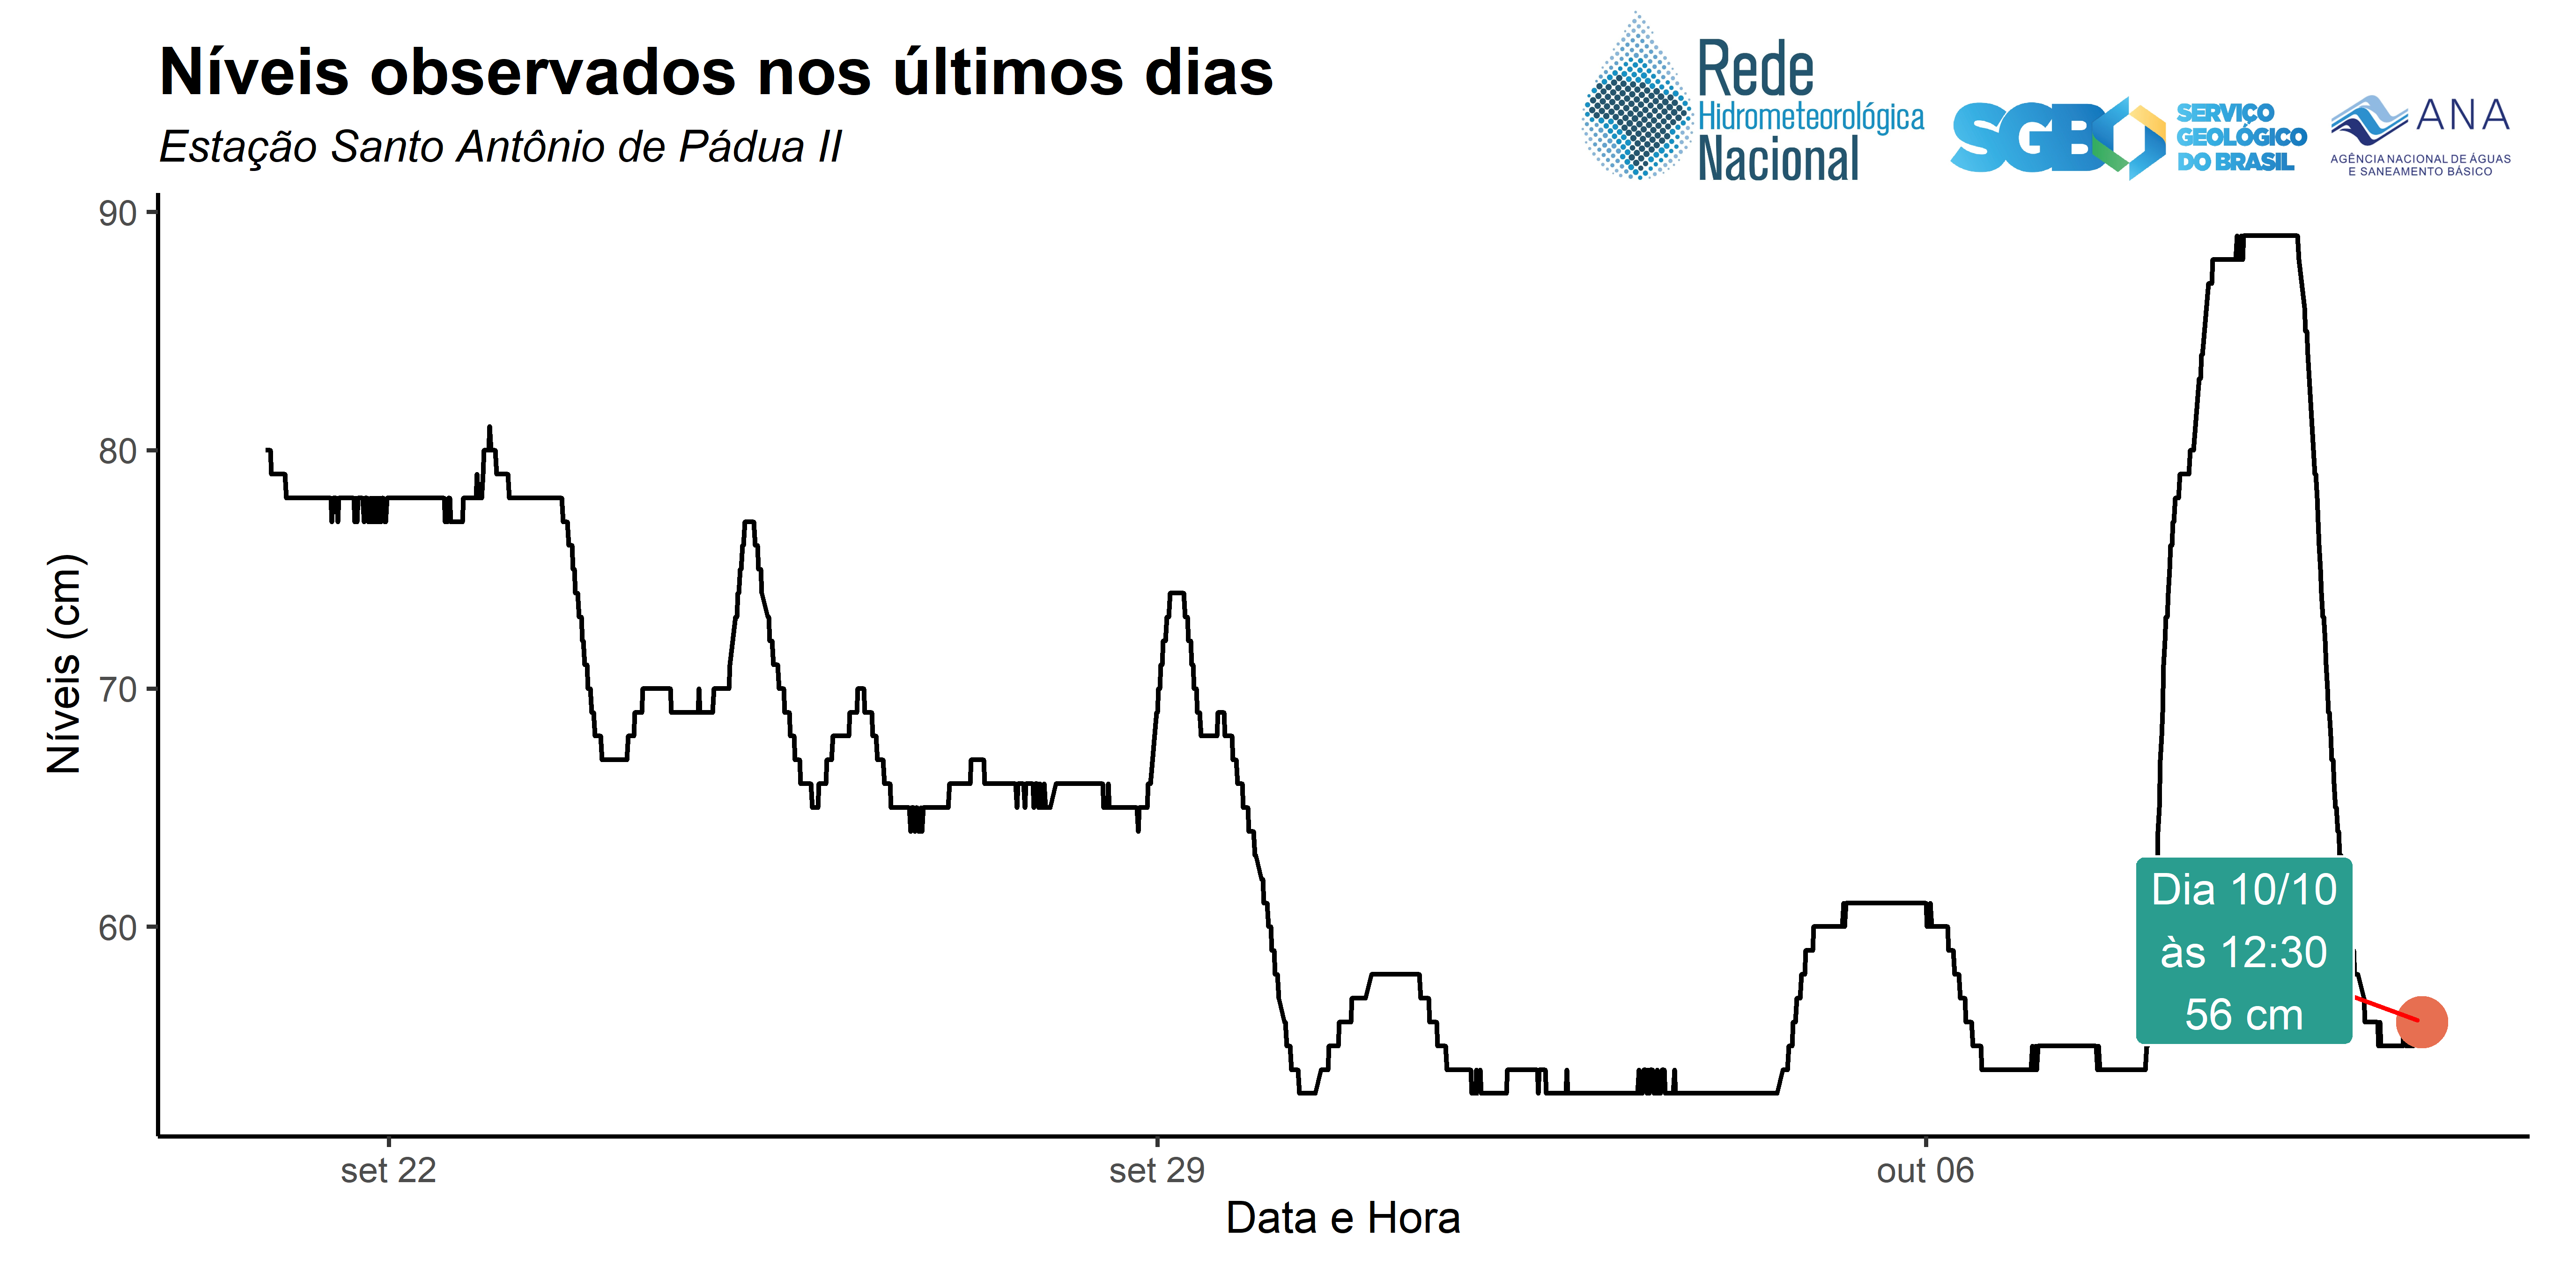 Níveis observados nos últimos dias
Estação Santo Antônio de Pádua II
Rede
Hidrometeorológica
Nacional
SGB
SERVIÇO
GEOLÓGICO
DO BRASIL
ANA
AGÊNCIA NACIONAL DE ÁGUAS
E SANEAMENTO BÁSICO
Níveis (cm)
90
80
70
60
Dia 10/10
às 12:30
56 cm
set 22
set 29
out 06
Data e Hora